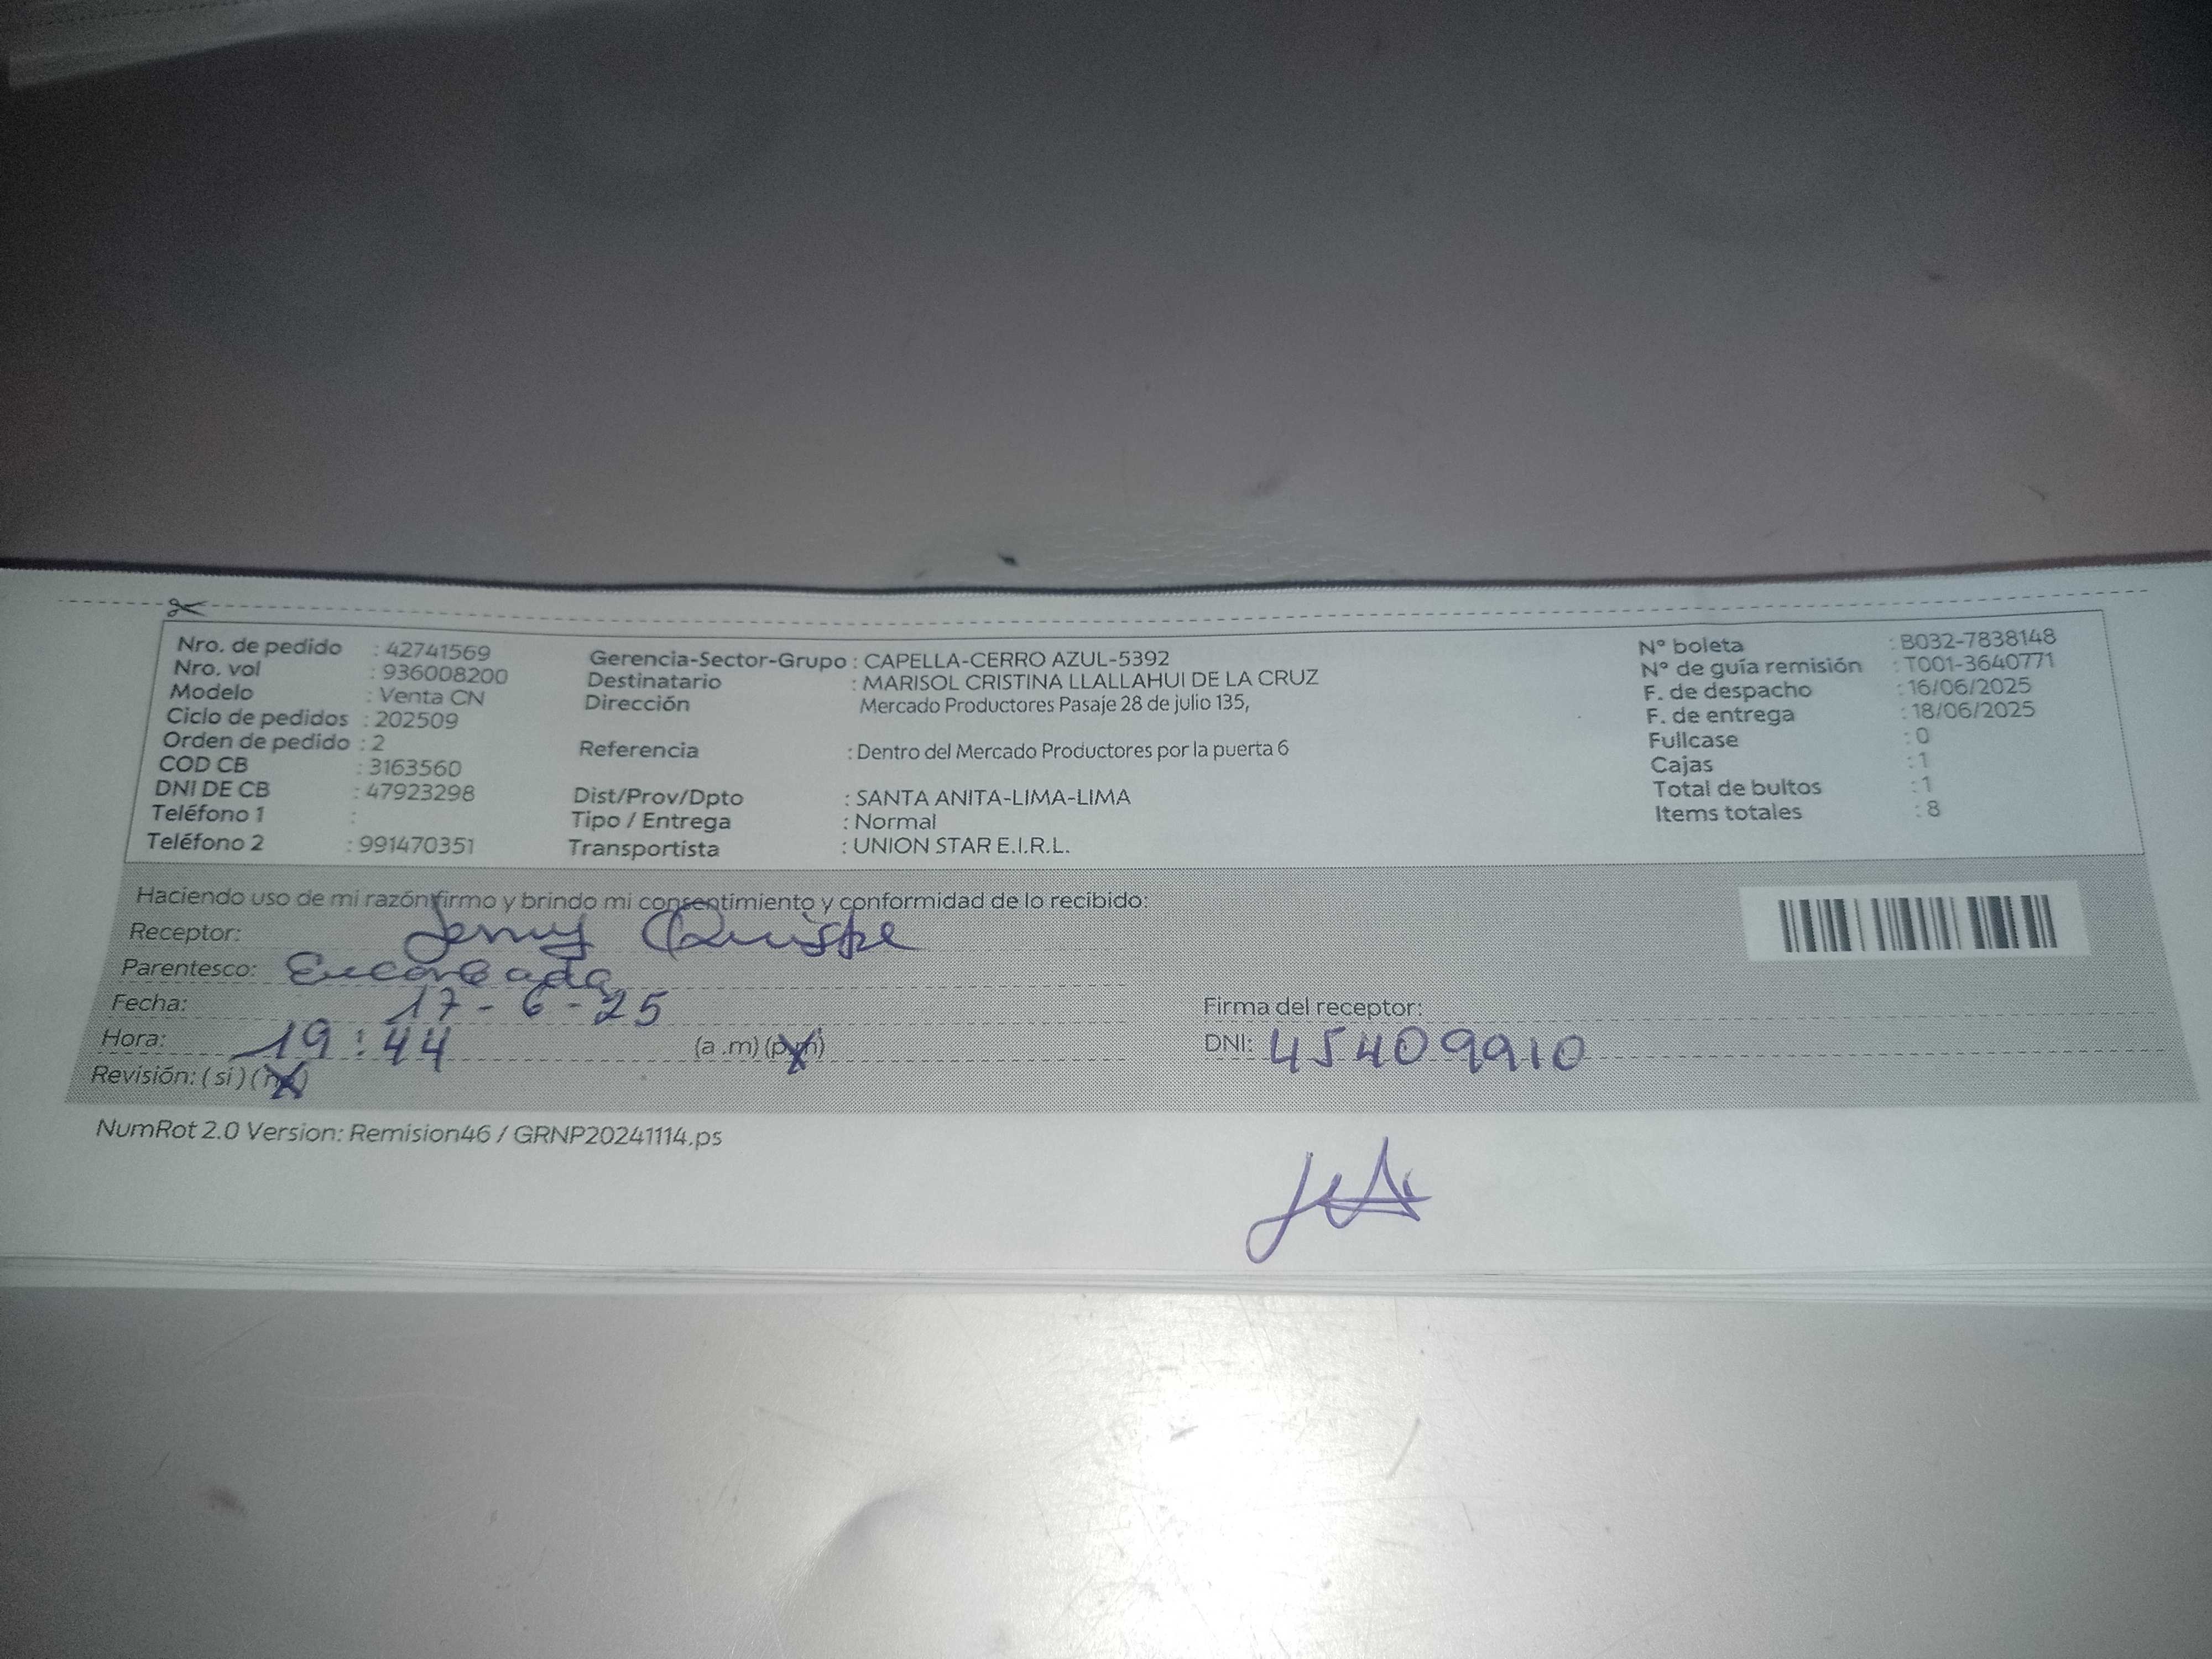 Nro. de pedido : 42741569
Nro. vol : 936008200
Modelo : Venta CN
Ciclo de pedidos : 202509
Orden de pedido : 2
COD CB : 3163560
DNI DE CB : 47923298
Teléfono 1 :
Teléfono 2 : 991470351
Gerencia-Sector-Grupo : CAPELLA-CERRO AZUL-5392
Destinatario : MARISOL CRISTINA LLALLAHUI DE LA CRUZ
Dirección Mercado Productores Pasaje 28 de julio 135,
Referencia : Dentro del Mercado Productores por la puerta 6
Dist/Prov/Dpto : SANTA ANITA-LIMA-LIMA
Tipo / Entrega : Normal
Transportista : UNION STAR E.I.R.L.
N° boleta : B032-7838148
N° de guía remisión : T001-3640771
F. de despacho : 16/06/2025
F. de entrega : 18/06/2025
Fullcase : 0
Cajas : 1
Total de bultos : 1
Items totales : 8
Haciendo uso de mi razón firmo y brindo mi consentimiento y conformidad de lo recibido:
Receptor: Jenny Quispe
Parentesco: Encargada
Fecha: 17-6-25
Hora: 19:44 (a .m) (p.m)
Revisión: (si) (no)
Firma del receptor:
DNI: 45409910
NumRot 2.0 Version: Remision46 / GRNP20241114.ps